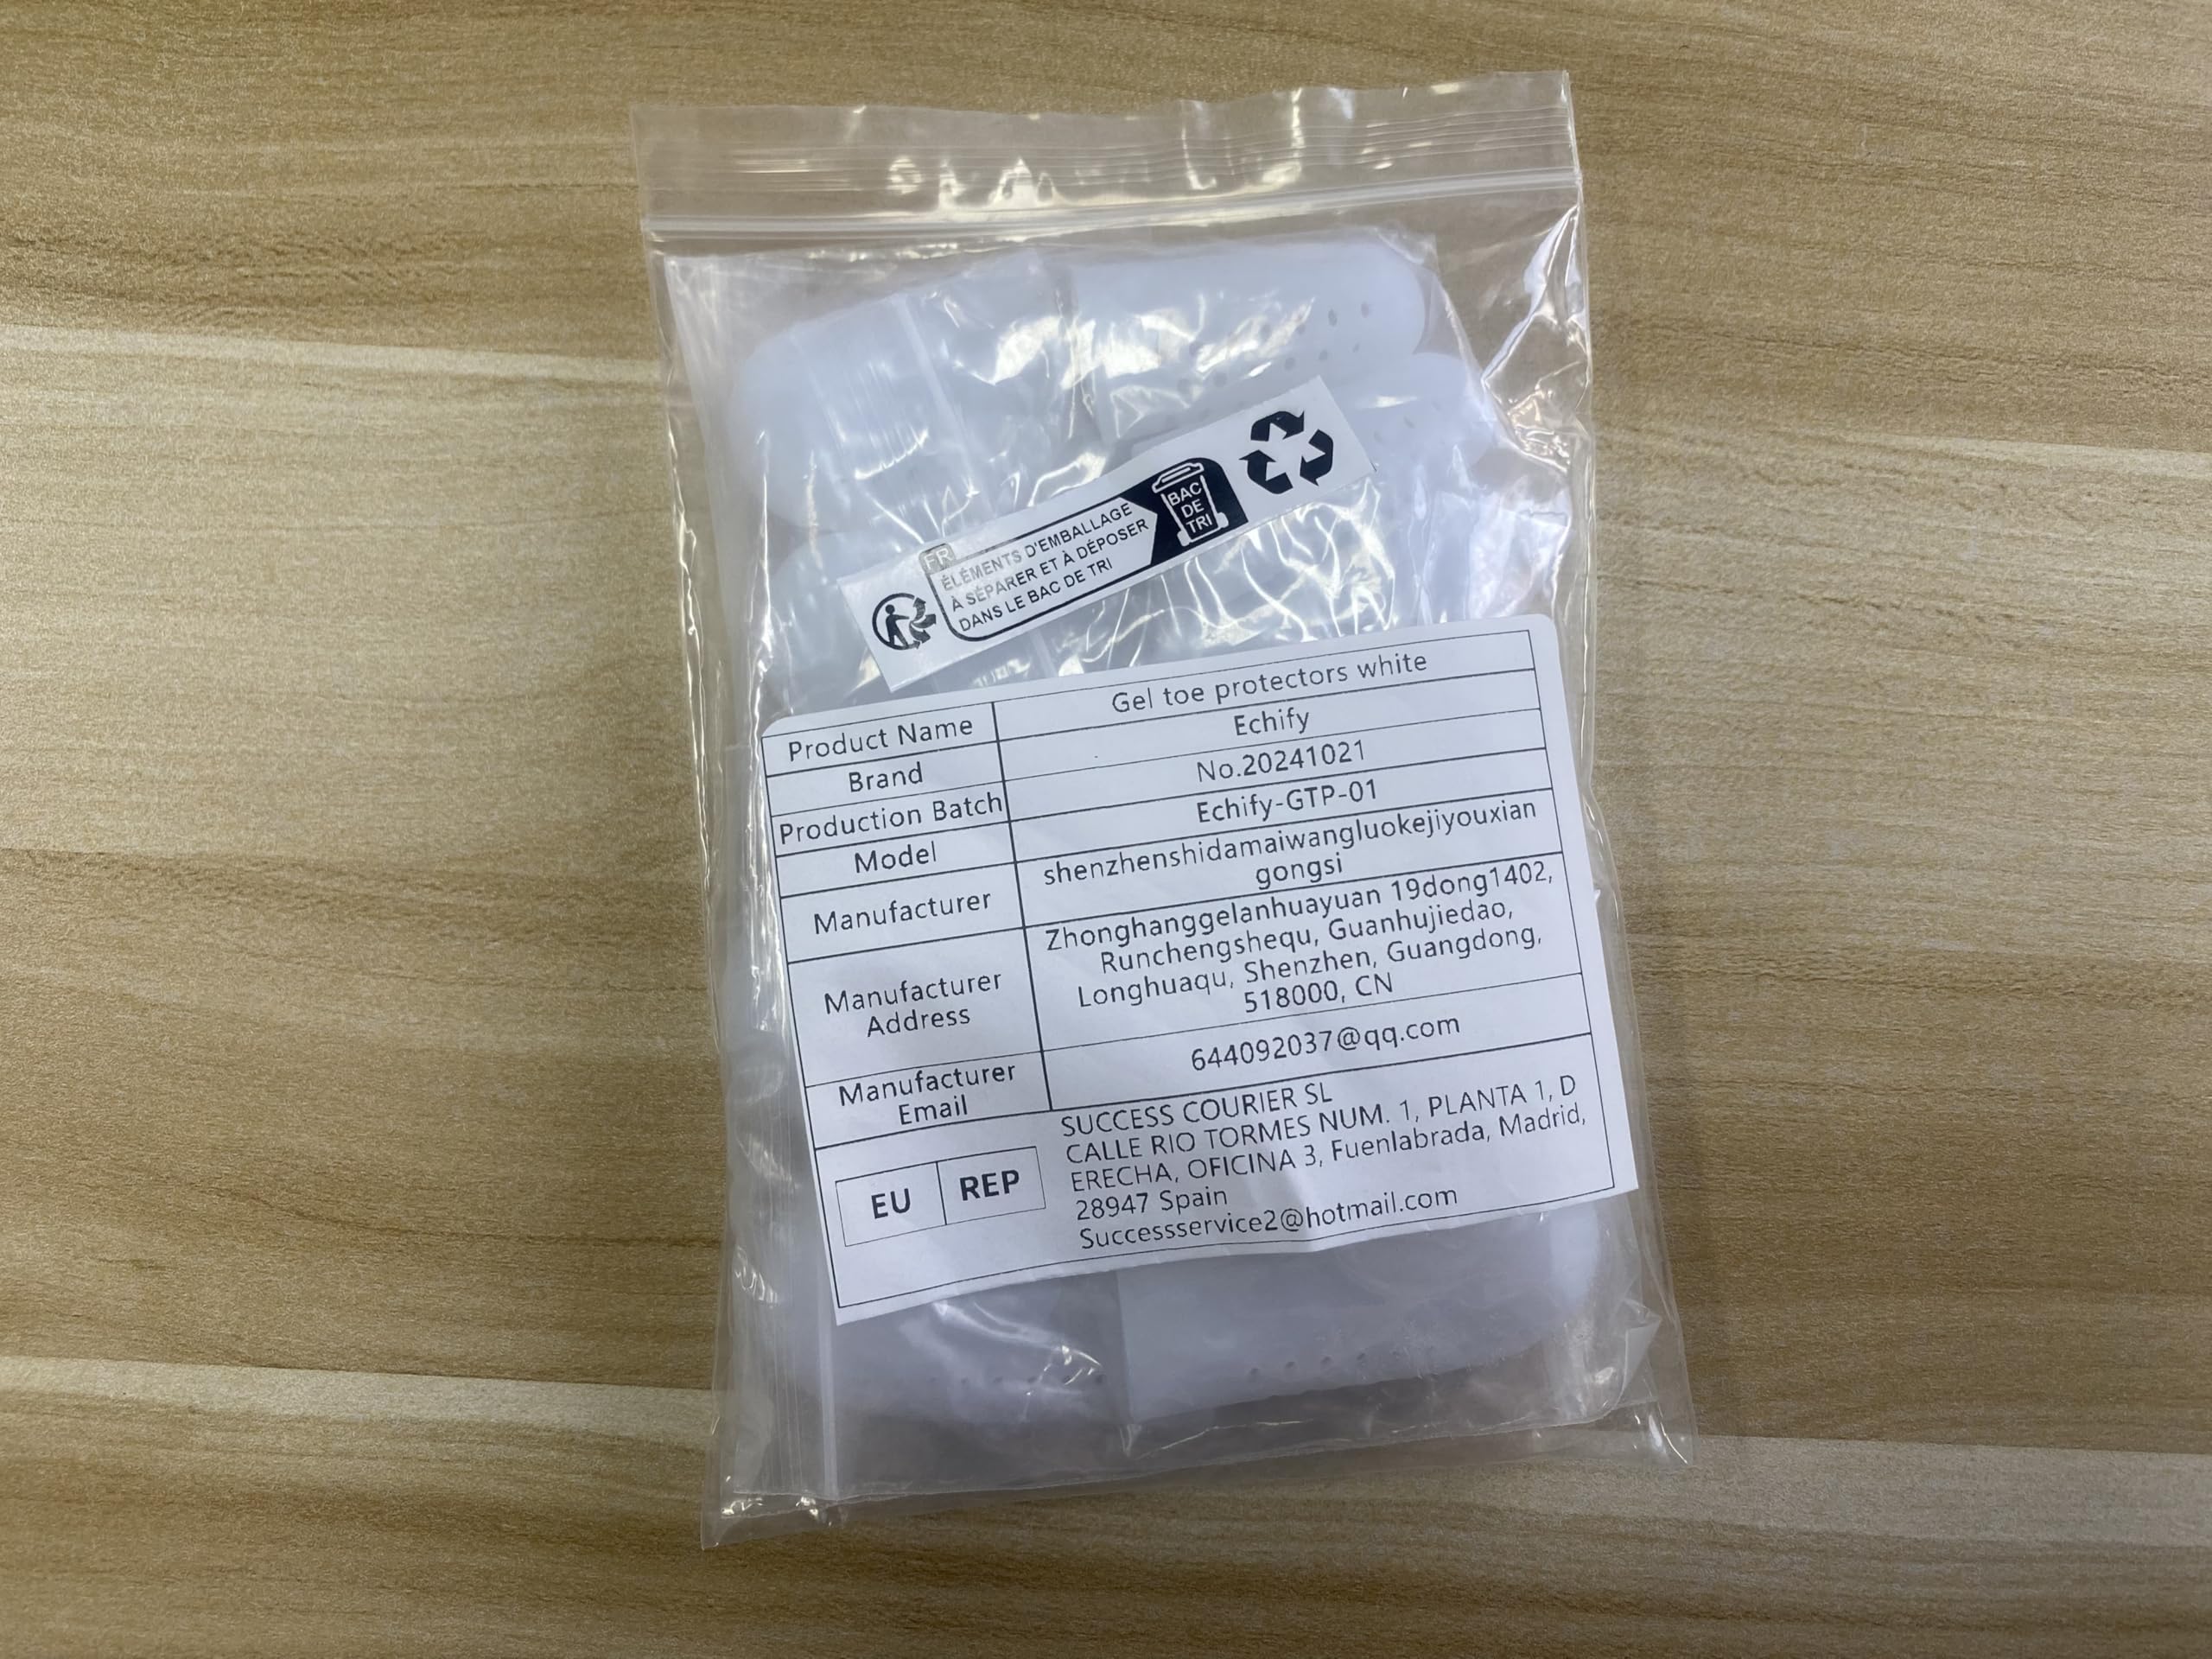 FR
ÉLÉMENTS D'EMBALLAGE
À SÉPARER ET À DÉPOSER
DANS LE BAC DE TRI
BAC
DE
TRI
Product Name Gel toe protectors white
Brand Echify
Production Batch No.20241021
Model Echify-GTP-01
Manufacturer shenzhenshidamaiwangluokejiyouxian
gongsi
Manufacturer
Address
Zhonghanggelanhuayuan 19dong1402,
Runchengshequ, Guanhujiedao,
Longhuaqu, Shenzhen, Guangdong,
518000, CN
Manufacturer
Email
644092037@qq.com
EU REP
SUCCESS COURIER SL
CALLE RIO TORMES NUM. 1, PLANTA 1, D
ERECHA, OFICINA 3, Fuenlabrada, Madrid,
28947 Spain
Successservice2@hotmail.com